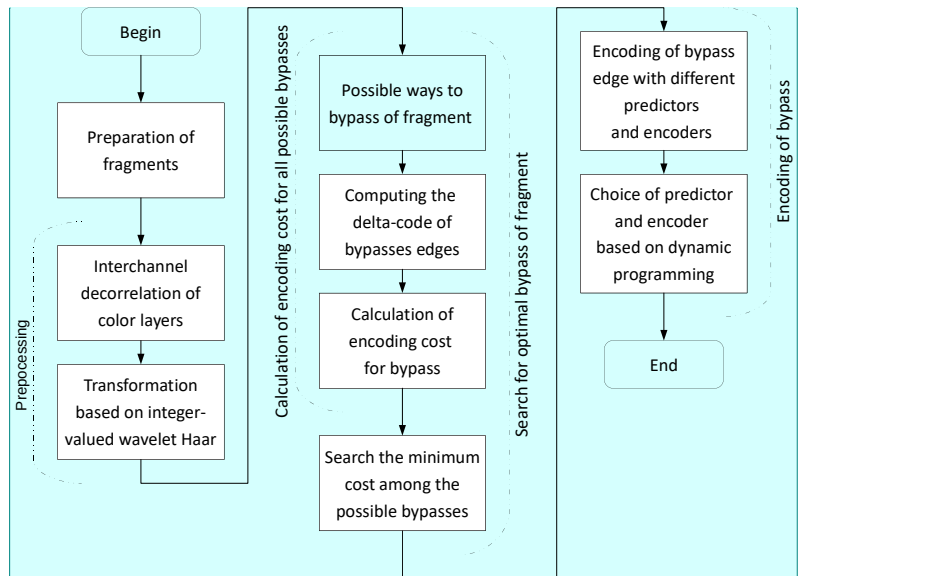 Begin
Preparation of
fragments
Prepocessing
Interchannel
decorrelation of
color layers
Transformation
based on integer-
valued wavelet Haar
Calculation of encoding cost for all possible bypasses
Possible ways to
bypass of fragment
Computing the
delta-code of
bypasses edges
Calculation of
encoding cost
for bypass
Search the minimum
cost among the
possible bypasses
Search for optimal bypass of fragment
Encoding of bypass
edge with different
predictors
and encoders
Choice of predictor
and encoder
based on dynamic
programming
Encoding of bypass
End